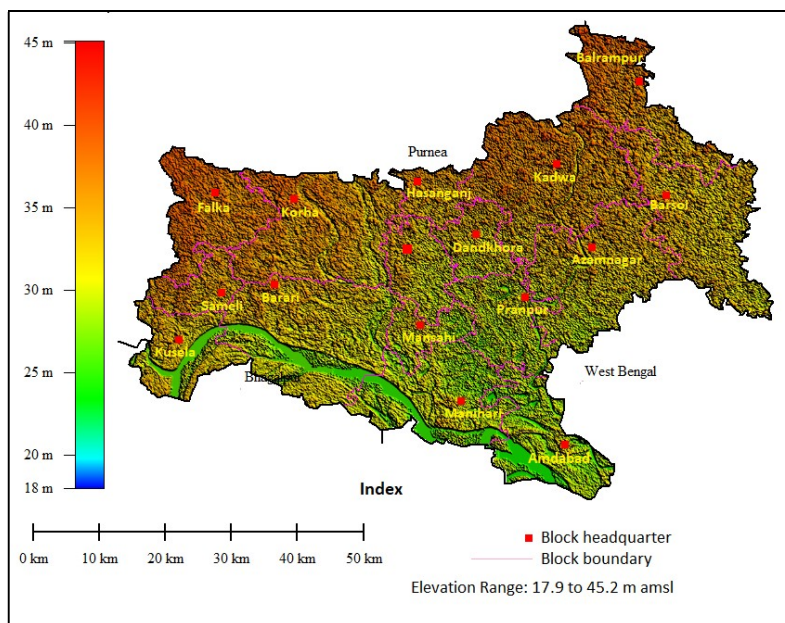 45 m
40 m
35 m
30 m
25 m
20 m
18 m
Balrampur
Purnea
Kadwa
Hasanganj
Barsoi
Falka
Korha
Dandkhora
Azamnagar
Sameli
Barari
Pranpur
Mansahi
Kusela
West Bengal
Manihari
Amdabad
Index
0 km 10 km 20 km 30 km 40 km 50 km
Block headquarter
Block boundary
Elevation Range: 17.9 to 45.2 m amsl